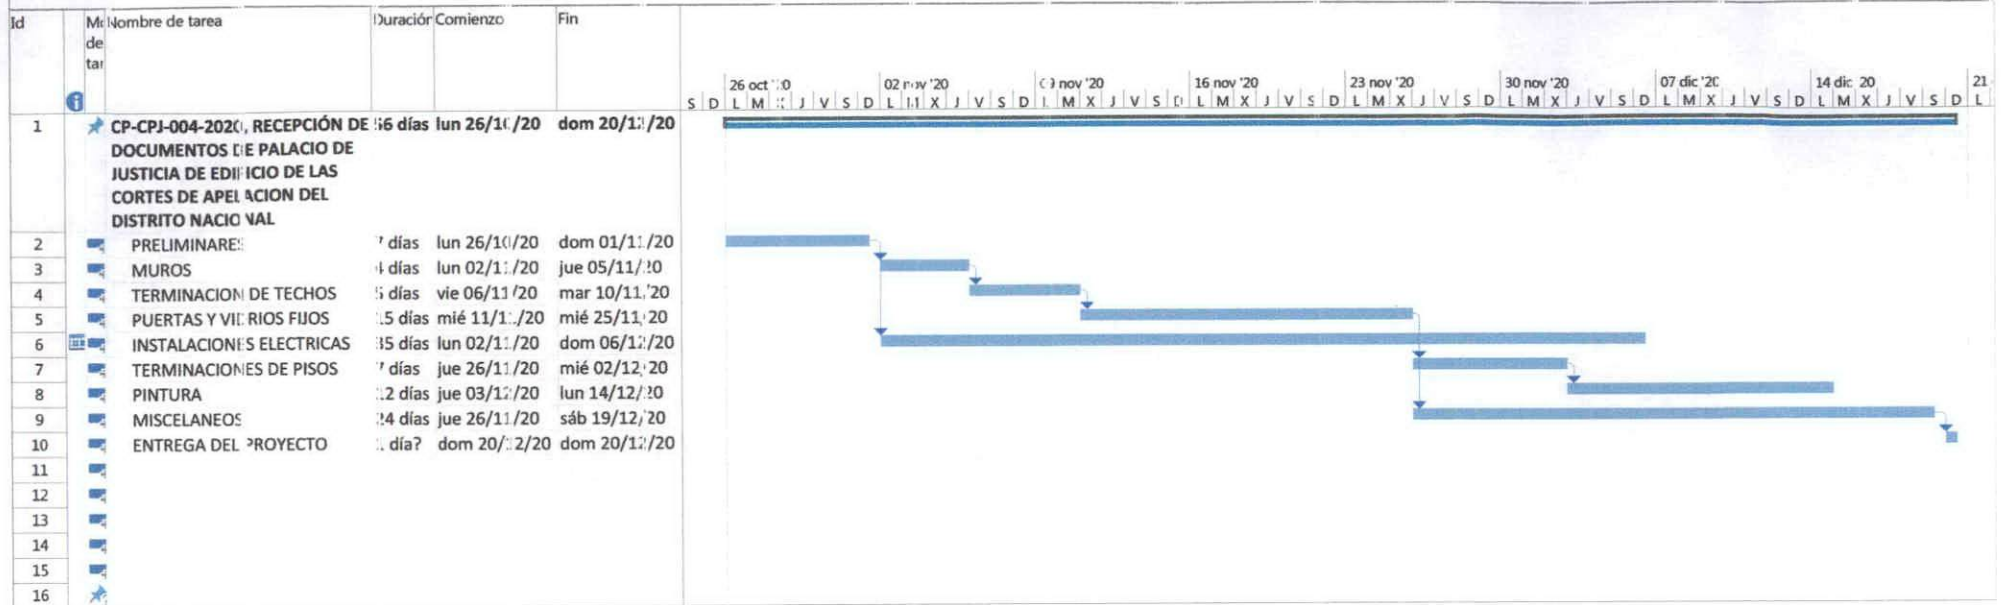 Id Nombre de tarea Duración Comienzo Fin
de
tar
26 oct 02 nov '20 nov '20 16 nov '20 23 nov '20 30 nov '20 07 dic '20 14 dic 20 21
S D L M J V S D L M X J V S D L M X J V S D L M X J V S D L M X J V S D L M X J V S D L M X J V S D L M X J V S D L
1 CP-CPJ-004-2020, RECEPCIÓN DE 56 días lun 26/10/20 dom 20/12/20
DOCUMENTOS DE PALACIO DE
JUSTICIA DE EDIFICIO DE LAS
CORTES DE APELACION DEL
DISTRITO NACIONAL
2 PRELIMINARES 7 días lun 26/10/20 dom 01/11/20
3 MUROS 4 días lun 02/11/20 jue 05/11/20
4 TERMINACION DE TECHOS 5 días vie 06/11/20 mar 10/11/20
5 PUERTAS Y VIDRIOS FIJOS 15 días mié 11/11/20 mié 25/11/20
6 INSTALACIONES ELECTRICAS 35 días lun 02/11/20 dom 06/12/20
7 TERMINACIONES DE PISOS 7 días jue 26/11/20 mié 02/12/20
8 PINTURA 12 días jue 03/12/20 lun 14/12/20
9 MISCELANEOS 24 días jue 26/11/20 sáb 19/12/20
10 ENTREGA DEL PROYECTO 1 día? dom 20/12/20 dom 20/12/20
11
12
13
14
15
16